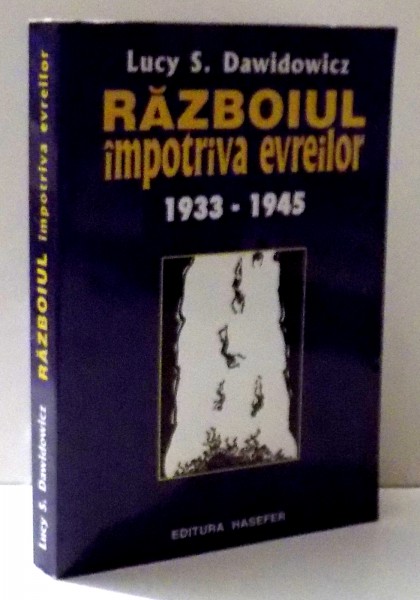 Lucy S. Dawidowicz
RĂZBOIUL
împotriva evreilor
1933 - 1945
EDITURA HASEFER
Lucy S. Dawidowicz RĂZBOIUL împotriva evreilor